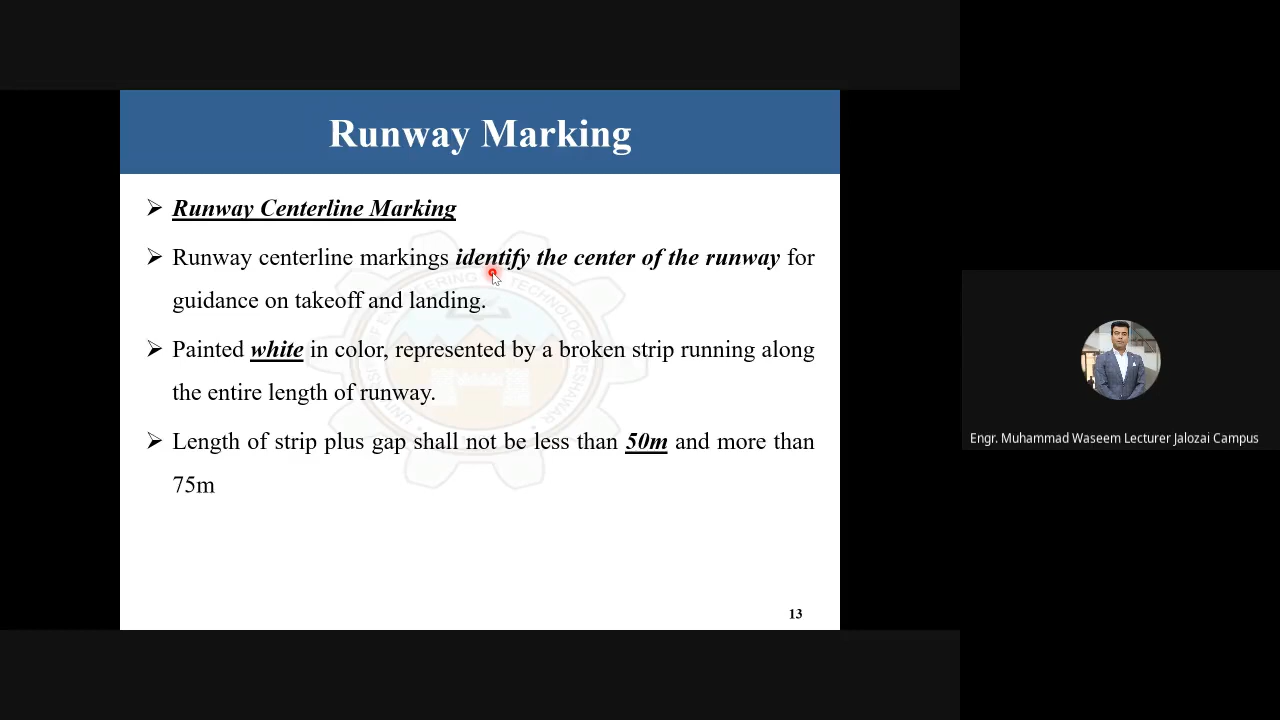 Runway Marking
Runway Centerline Marking
Runway centerline markings identify the center of the runway for
guidance on takeoff and landing.
Painted white in color, represented by a broken strip running along
the entire length of runway.
Length of strip plus gap shall not be less than 50m and more than
75m
13
Engr. Muhammad Waseem Lecturer Jalozai Campus